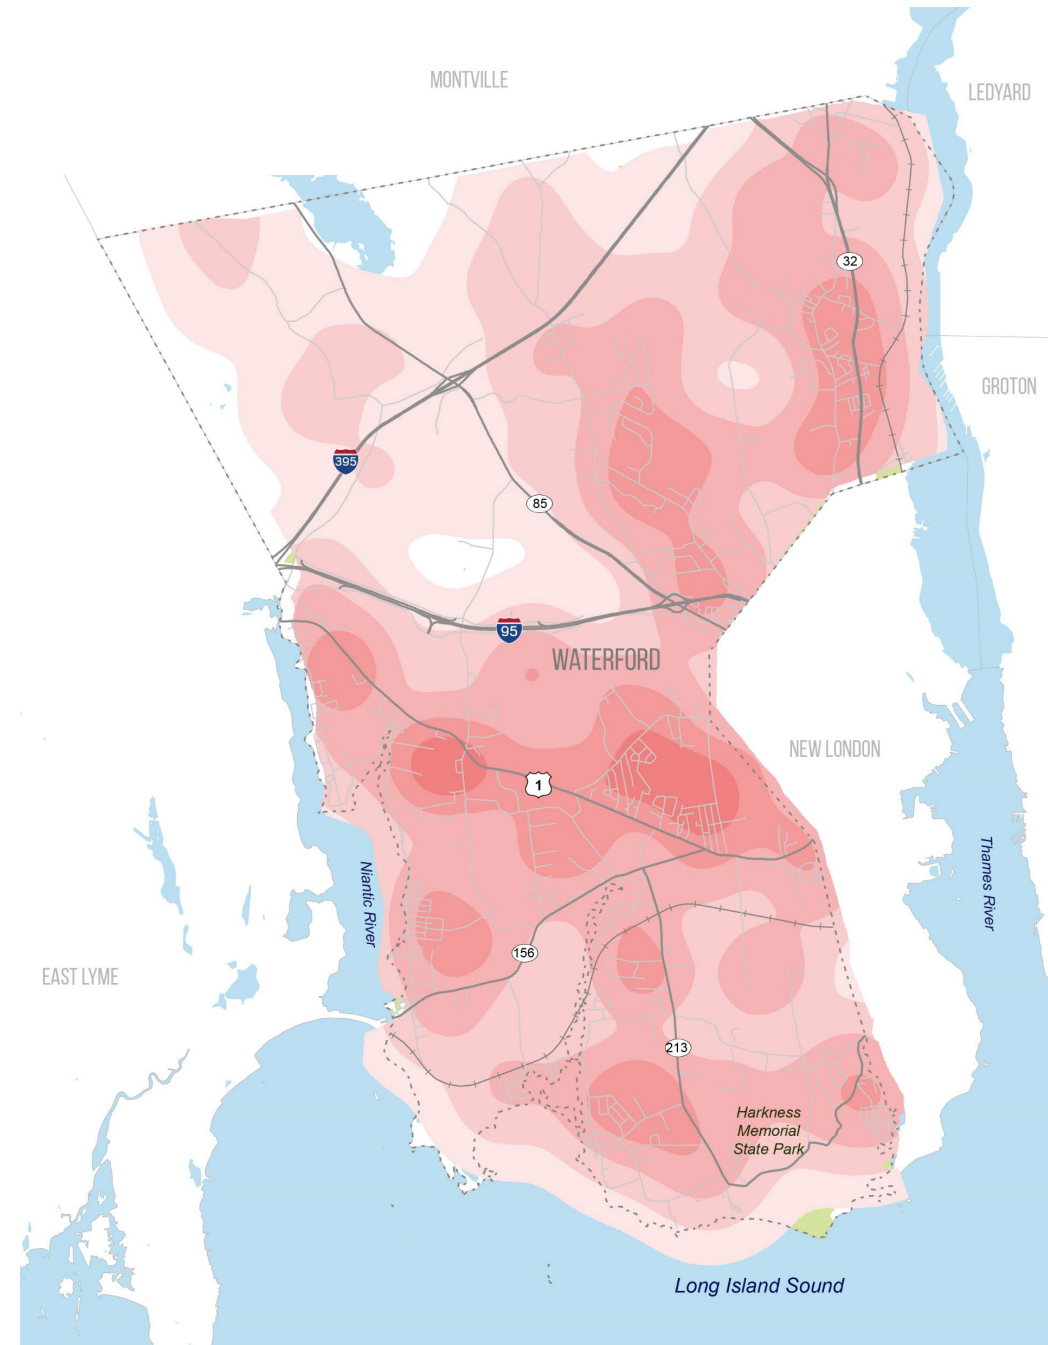 MONTVILLE
LEDYARD
32
GROTON
395
85
95
WATERFORD
NEW LONDON
1
Niantic River
Thames River
156
EAST LYME
213
Harkness
Memorial
State Park
Long Island Sound